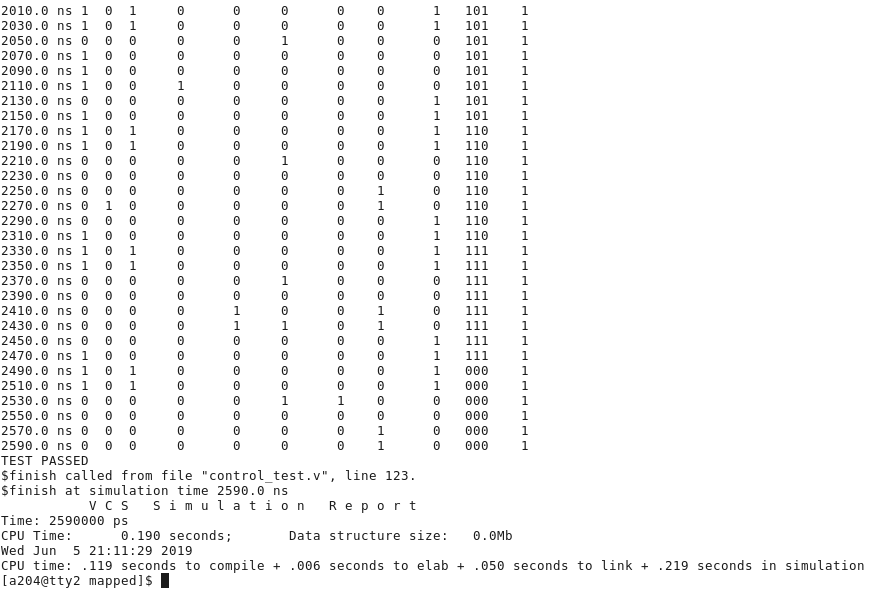 2010.0 ns 1  0  1     0      0     0      0    0      1   101    1
2030.0 ns 1  0  1     0      0     0      0    0      1   101    1
2050.0 ns 0  0  0     0      0     1      0    0      0   101    1
2070.0 ns 1  0  0     0      0     0      0    0      0   101    1
2090.0 ns 1  0  0     0      0     0      0    0      0   101    1
2110.0 ns 1  0  0     1      0     0      0    0      0   101    1
2130.0 ns 0  0  0     0      0     0      0    0      1   101    1
2150.0 ns 1  0  0     0      0     0      0    0      1   101    1
2170.0 ns 1  0  1     0      0     0      0    0      1   110    1
2190.0 ns 1  0  1     0      0     0      0    0      1   110    1
2210.0 ns 0  0  0     0      0     1      0    0      0   110    1
2230.0 ns 0  0  0     0      0     0      0    0      0   110    1
2250.0 ns 0  0  0     0      0     0      0    1      0   110    1
2270.0 ns 0  1  0     0      0     0      0    1      0   110    1
2290.0 ns 0  0  0     0      0     0      0    0      1   110    1
2310.0 ns 1  0  0     0      0     0      0    0      1   110    1
2330.0 ns 1  0  1     0      0     0      0    0      1   111    1
2350.0 ns 1  0  1     0      0     0      0    0      1   111    1
2370.0 ns 0  0  0     0      0     1      0    0      0   111    1
2390.0 ns 0  0  0     0      0     0      0    0      0   111    1
2410.0 ns 0  0  0     0      1     0      0    1      0   111    1
2430.0 ns 0  0  0     0      1     1      0    1      0   111    1
2450.0 ns 0  0  0     0      0     0      0    0      1   111    1
2470.0 ns 1  0  0     0      0     0      0    0      1   111    1
2490.0 ns 1  0  1     0      0     0      0    0      1   000    1
2510.0 ns 1  0  1     0      0     0      0    0      1   000    1
2530.0 ns 0  0  0     0      0     1      1    0      0   000    1
2550.0 ns 0  0  0     0      0     0      0    0      0   000    1
2570.0 ns 0  0  0     0      0     0      0    1      0   000    1
2590.0 ns 0  0  0     0      0     0      0    1      0   000    1
TEST PASSED
$finish called from file "control_test.v", line 123.
$finish at simulation time 2590.0 ns
           V C S   S i m u l a t i o n   R e p o r t
Time: 2590000 ps
CPU Time:      0.190 seconds;       Data structure size:   0.0Mb
Wed Jun  5 21:11:29 2019
CPU time: .119 seconds to compile + .006 seconds to elab + .050 seconds to link + .219 seconds in simulation
[a204@tty2 mapped]$